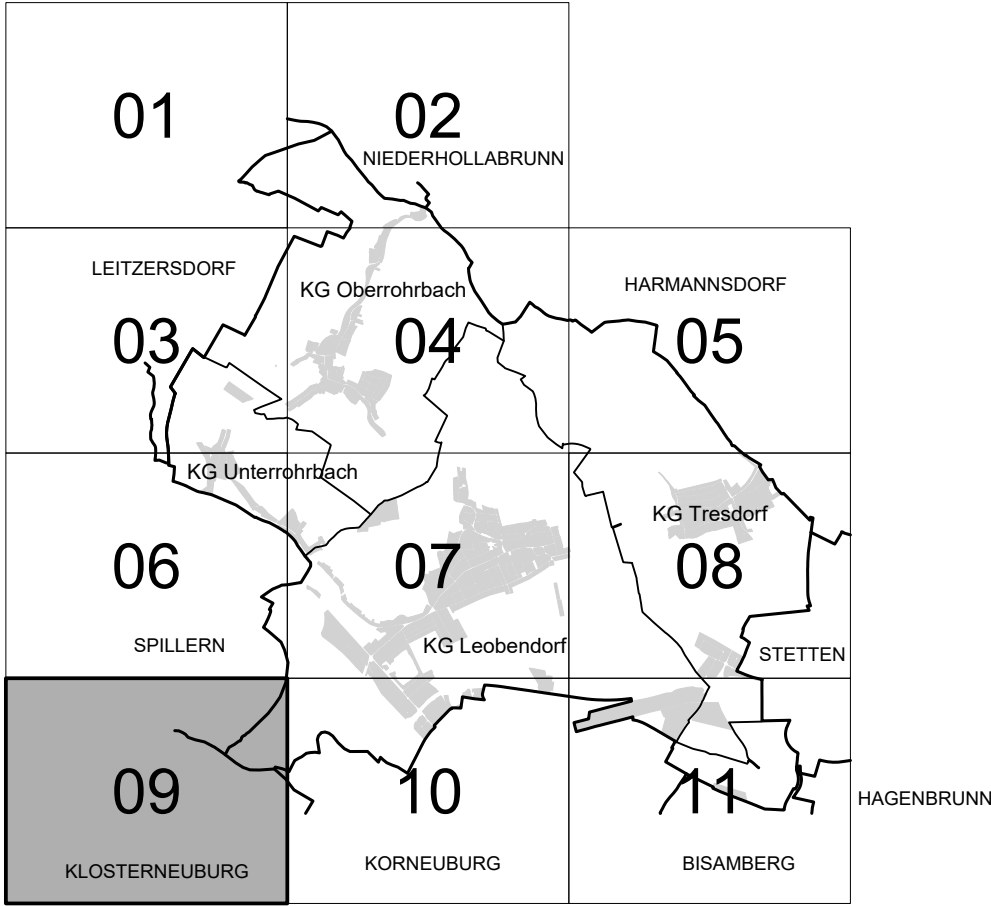 01
02
NIEDERHOLLABRUNN
LEITZERSDORF
KG Oberrohrbach
HARMANNSDORF
03
04
05
KG Unterrohrbach
KG Tresdorf
06
07
08
SPILLERN
KG Leobendorf
STETTEN
09
10
11
HAGENBRUNN
KLOSTERNEUBURG
KORNEUBURG
BISAMBERG